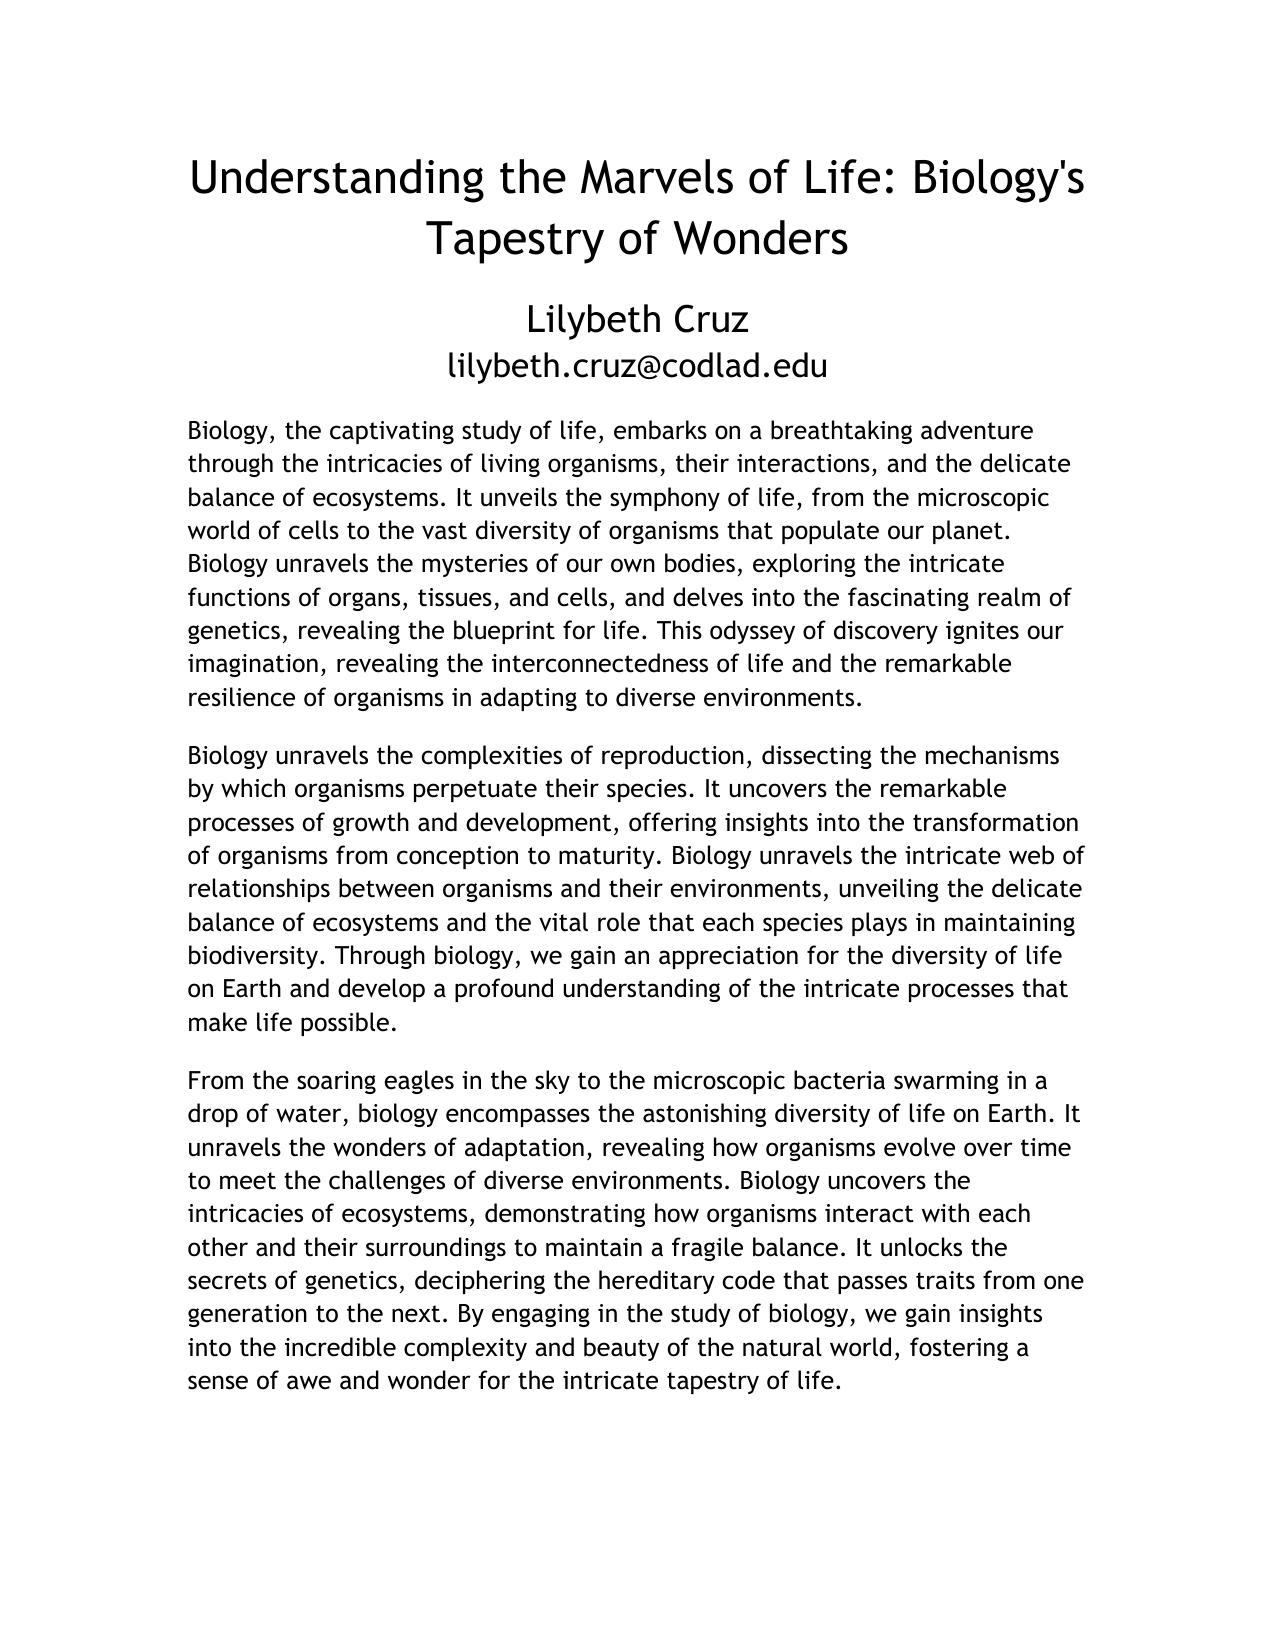 Understanding the Marvels of Life: Biology's
Tapestry of Wonders
Lilybeth Cruz
lilybeth.cruz@codlad.edu
Biology, the captivating study of life, embarks on a breathtaking adventure
through the intricacies of living organisms, their interactions, and the delicate
balance of ecosystems. It unveils the symphony of life, from the microscopic
world of cells to the vast diversity of organisms that populate our planet.
Biology unravels the mysteries of our own bodies, exploring the intricate
functions of organs, tissues, and cells, and delves into the fascinating realm of
genetics, revealing the blueprint for life. This odyssey of discovery ignites our
imagination, revealing the interconnectedness of life and the remarkable
resilience of organisms in adapting to diverse environments.
Biology unravels the complexities of reproduction, dissecting the mechanisms
by which organisms perpetuate their species. It uncovers the remarkable
processes of growth and development, offering insights into the transformation
of organisms from conception to maturity. Biology unravels the intricate web of
relationships between organisms and their environments, unveiling the delicate
balance of ecosystems and the vital role that each species plays in maintaining
biodiversity. Through biology, we gain an appreciation for the diversity of life
on Earth and develop a profound understanding of the intricate processes that
make life possible.
From the soaring eagles in the sky to the microscopic bacteria swarming in a
drop of water, biology encompasses the astonishing diversity of life on Earth. It
unravels the wonders of adaptation, revealing how organisms evolve over time
to meet the challenges of diverse environments. Biology uncovers the
intricacies of ecosystems, demonstrating how organisms interact with each
other and their surroundings to maintain a fragile balance. It unlocks the
secrets of genetics, deciphering the hereditary code that passes traits from one
generation to the next. By engaging in the study of biology, we gain insights
into the incredible complexity and beauty of the natural world, fostering a
sense of awe and wonder for the intricate tapestry of life.